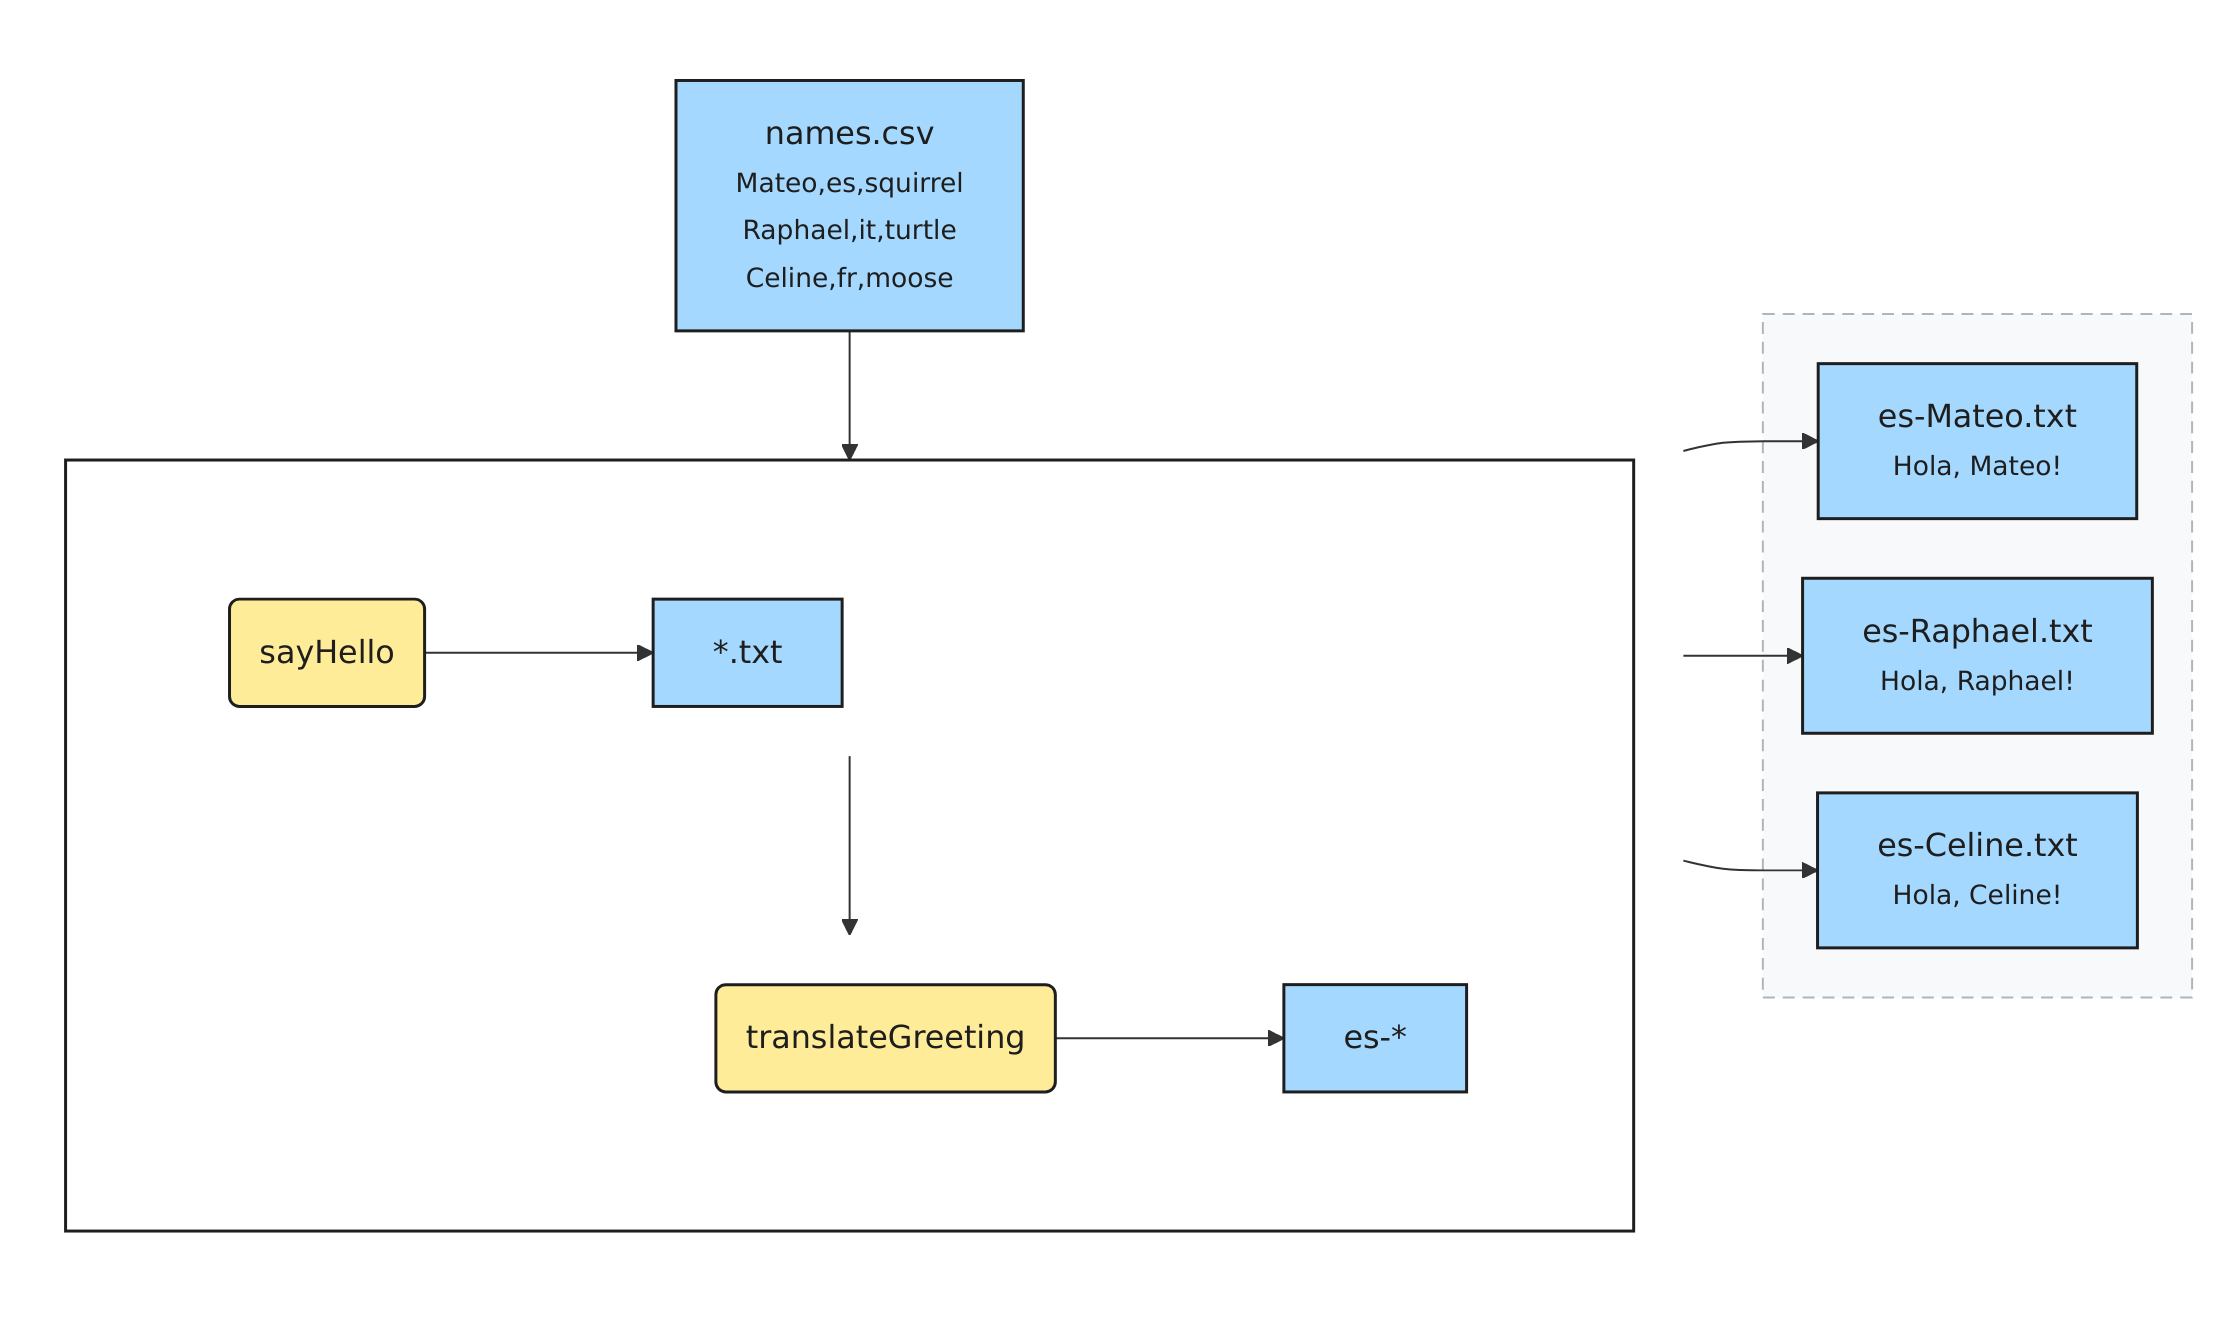 names.csv
Mateo,es,squirrel
Raphael,it,turtle
Celine,fr,moose
sayHello
*.txt
translateGreeting
es-*
es-Mateo.txt
Hola, Mateo!
es-Raphael.txt
Hola, Raphael!
es-Celine.txt
Hola, Celine!